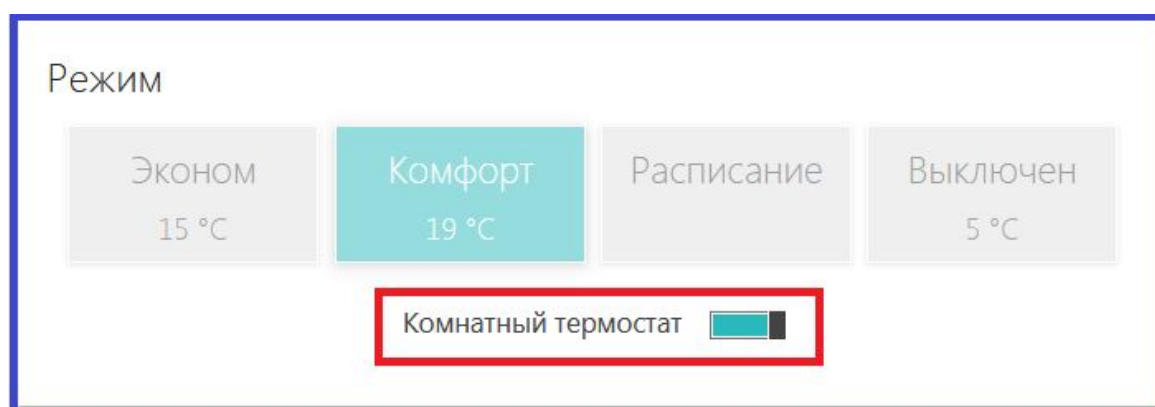 Режим
Эконом
15 °C
Комфорт
19 °C
Расписание
Выключен
5 °C
Комнатный термостат